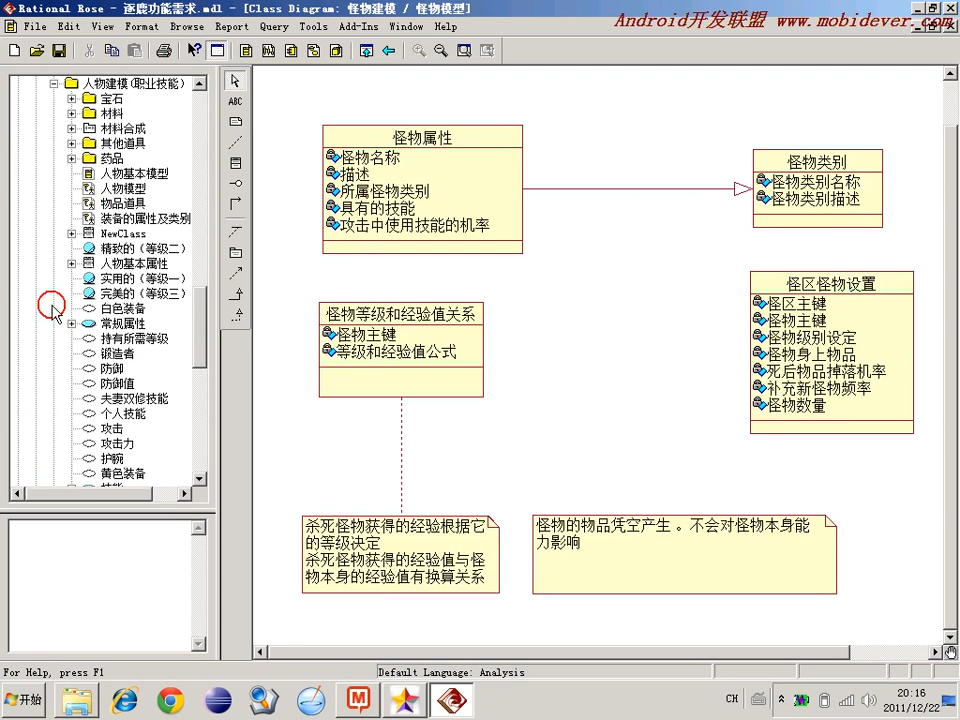 Rational Rose - 逐鹿功能需求.mdl - [Class Diagram: 怪物建模 / 怪物模型]
Android开发联盟 www.mobidever.com
File Edit View Format Browse Report Query Tools Add-Ins Window Help
人物建模(职业技能)
宝石
材料
材料合成
其他道具
药品
人物基本模型
人物模型
物品道具
装备的属性及类别
NewClass
精致的（等级二）
人物基本属性
实用的（等级一）
完美的（等级三）
白色装备
常规属性
持有所需等级
锻造者
防御
防御值
夫妻双修技能
个人技能
攻击
攻击力
护腕
黄色装备
ABC
怪物属性
怪物名称
描述
所属怪物类别
具有的技能
攻击中使用技能的机率
怪物类别
怪物类别名称
怪物类别描述
怪物等级和经验值关系
怪物主键
等级和经验值公式
怪区怪物设置
怪区主键
怪物主键
怪物级别设定
怪物身上物品
死后物品掉落机率
补充新怪物频率
怪物数量
杀死怪物获得的经验根据它
的等级决定
杀死怪物获得的经验值与怪
物本身的经验值有换算关系
怪物的物品凭空产生。不会对怪物本身能
力影响
For Help, press F1
Default Language: Analysis
开始
CH
20:16
2011/12/22